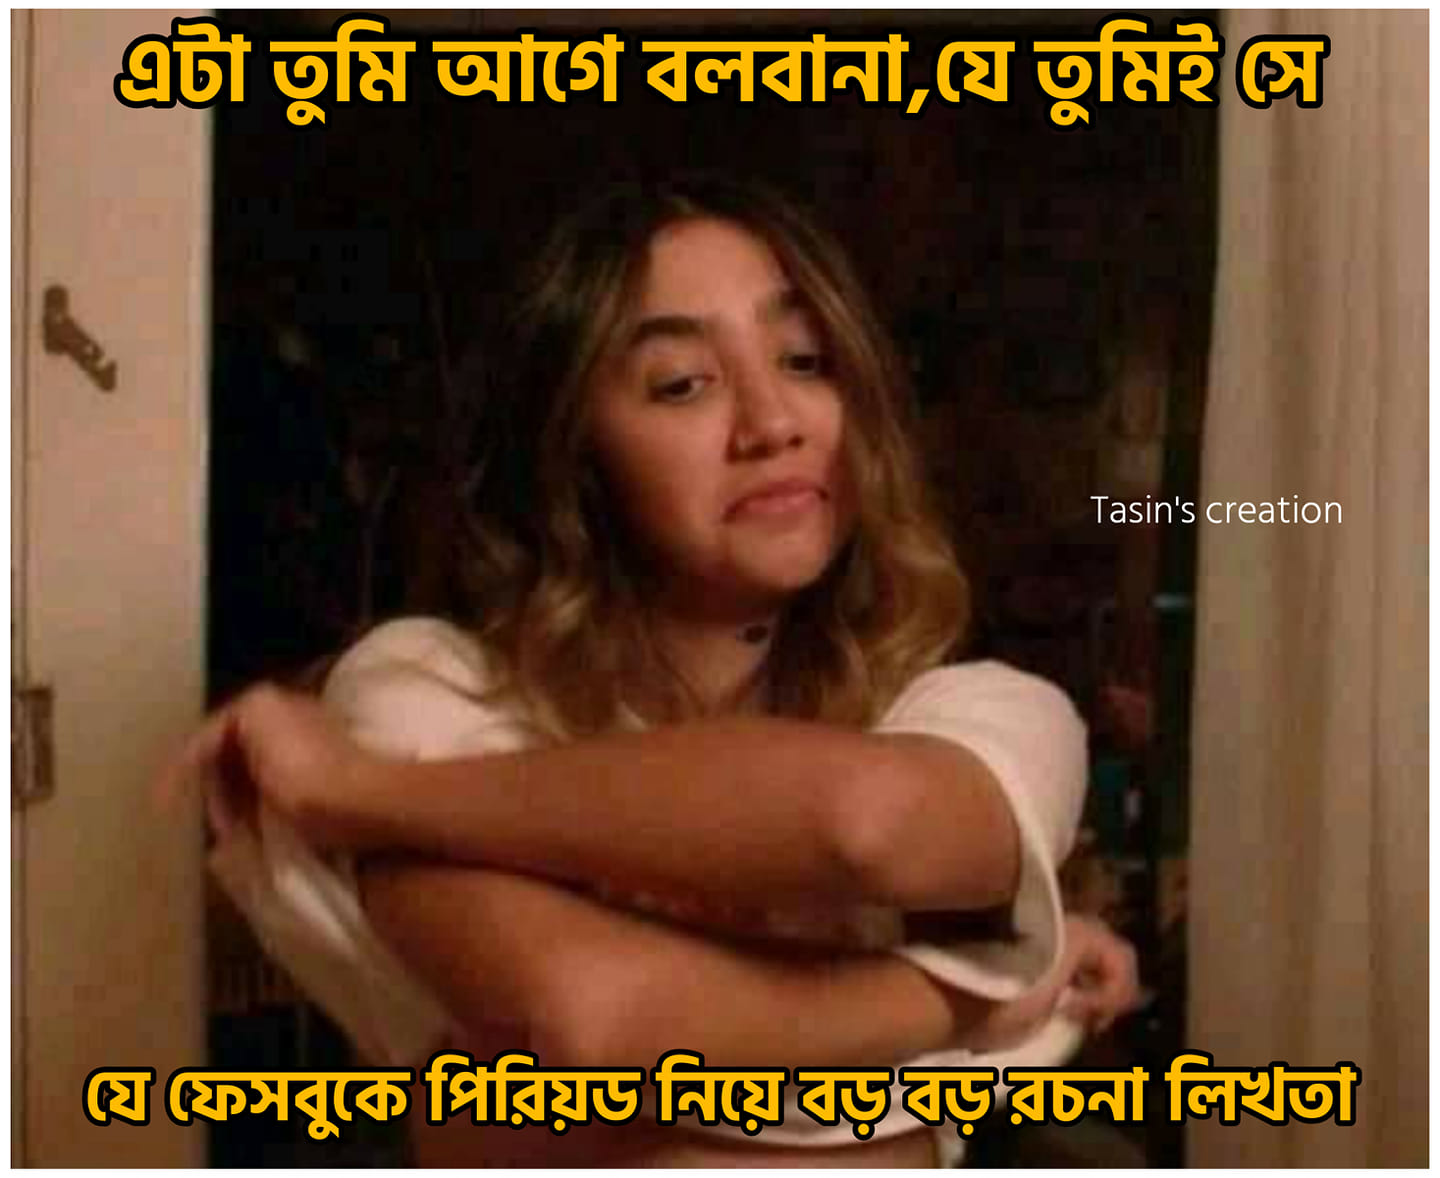 এটা তুমি আগে বলবানা,যে তুমিই সে
Tasin's creation
যে ফেসবুকে পিরিয়ড নিয়ে বড় বড় রচনা লিখতা